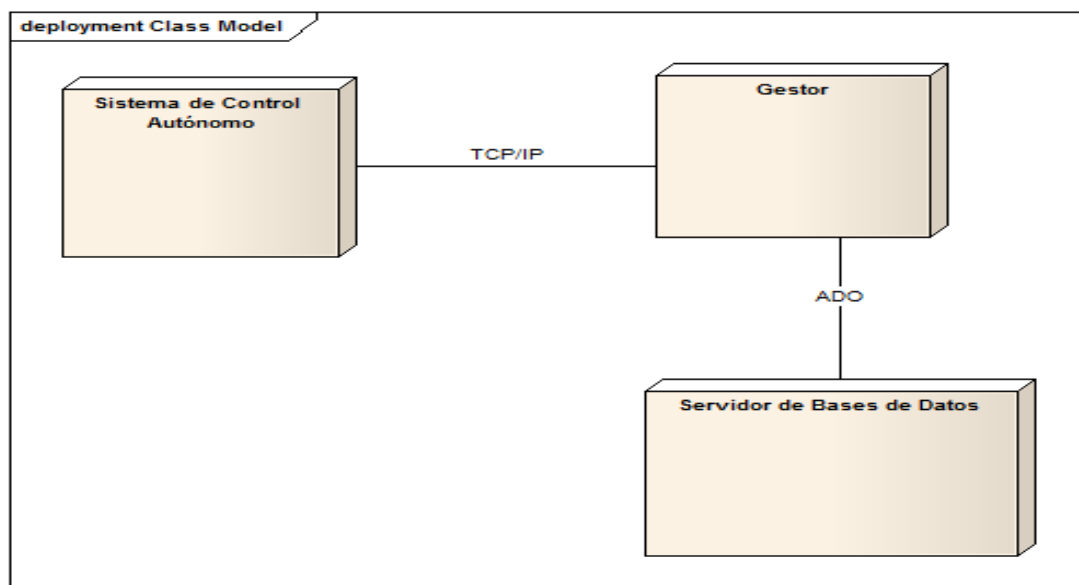 deployment Class Model
Sistema de Control
Autónomo
Gestor
TCP/IP
ADO
Servidor de Bases de Datos